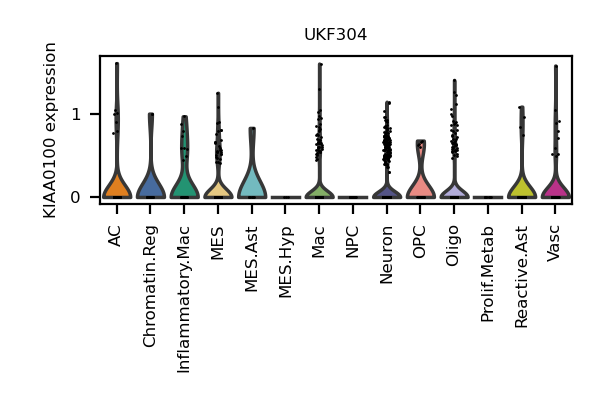 UKF304
KIAA0100 expression
1
0
AC
Chromatin.Reg
Inflammatory.Mac
MES
MES.Ast
MES.Hyp
Mac
NPC
Neuron
OPC
Oligo
Prolif.Metab
Reactive.Ast
Vasc